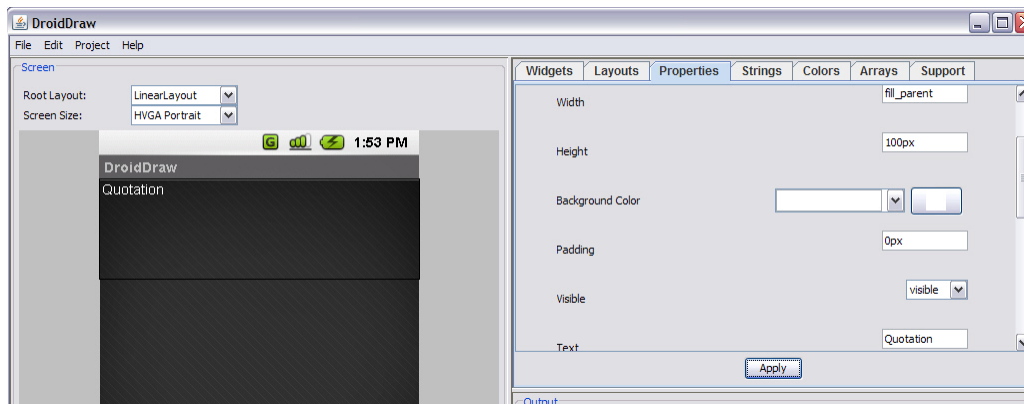 DroidDraw
File Edit Project Help
Screen
Root Layout: LinearLayout
Screen Size: HVGA Portrait
G 1:53 PM
DroidDraw
Quotation
Widgets Layouts Properties Strings Colors Arrays Support
Width fill_parent
Height 100px
Background Color
Padding 0px
Visible visible
Text Quotation
Apply
Output